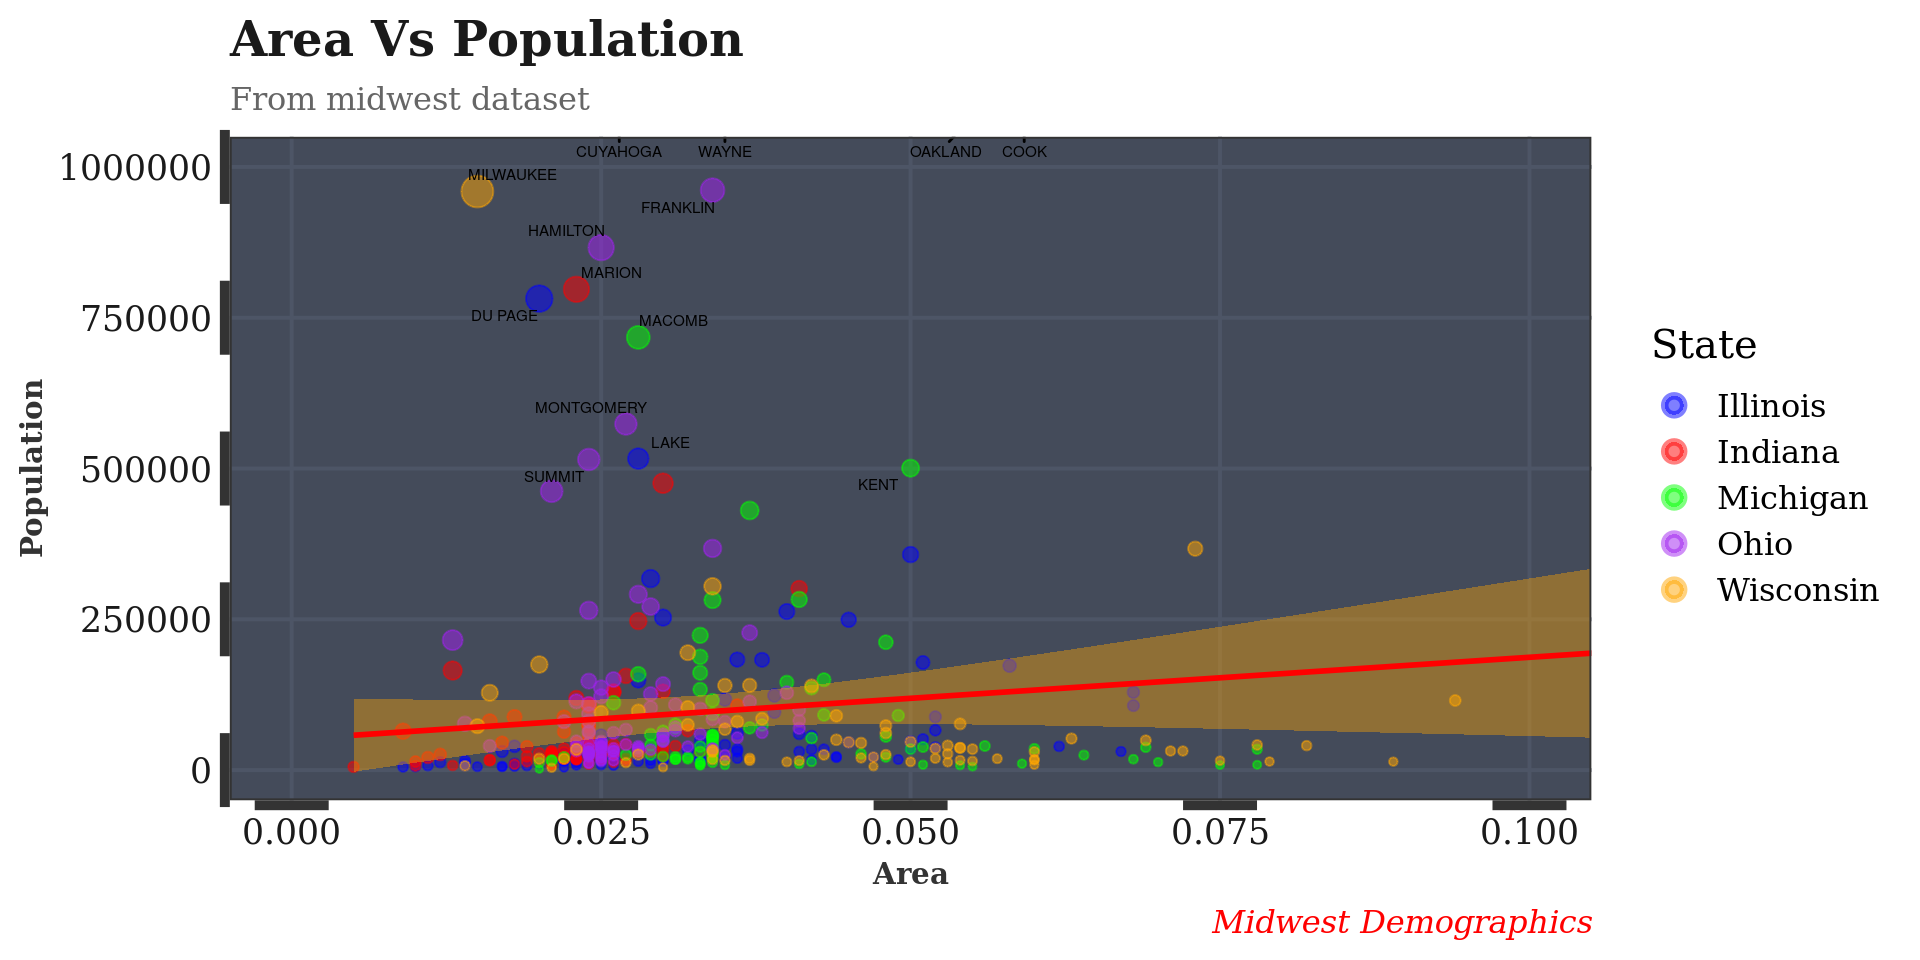 Area Vs Population
From midwest dataset
CUYAHOGA WAYNE OAKLAND COOK
1000000
MILWAUKEE
FRANKLIN
HAMILTON
MARION
750000
DU PAGE
MACOMB
State
Population
MONTGOMERY
Illinois
LAKE
Indiana
500000
SUMMIT
KENT
Michigan
Ohio
Wisconsin
250000
0
0.000 0.025 0.050 0.075 0.100
Area
Midwest Demographics